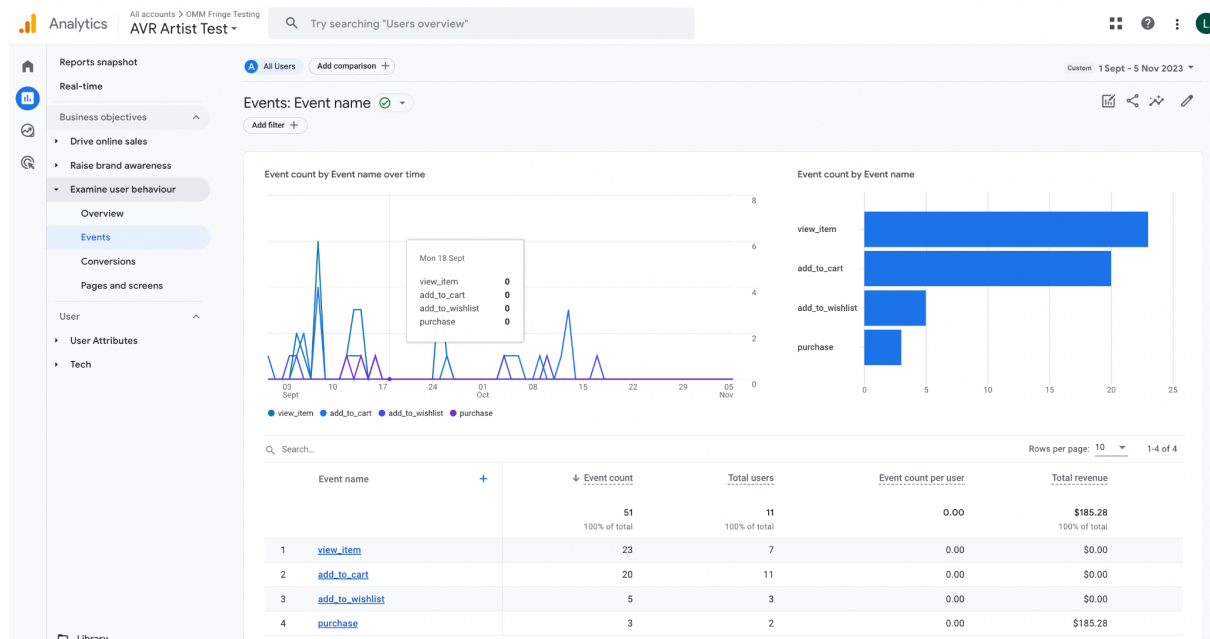 Analytics
All accounts > OMM Fringe Testing
AVR Artist Test
Try searching "Users overview"
L
Reports snapshot
Real-time
Business objectives
Drive online sales
Raise brand awareness
Examine user behaviour
Overview
Events
Conversions
Pages and screens
User
User Attributes
Tech
Library
A All Users
Add comparison +
Custom 1 Sept - 5 Nov 2023
Events: Event name
Add filter +
Event count by Event name over time
8
6
4
2
0
Mon 18 Sept
view_item 0
add_to_cart 0
add_to_wishlist 0
purchase 0
03 10 17 24 01 08 15 22 29 05
Sept Oct Nov
view_item add_to_cart add_to_wishlist purchase
Event count by Event name
view_item
add_to_cart
add_to_wishlist
purchase
0 5 10 15 20 25
Search...
Rows per page: 10 1-4 of 4
Event name + Event count Total users Event count per user Total revenue
51 11 0.00 $185.28
100% of total 100% of total 100% of total
1 view_item 23 7 0.00 $0.00
2 add_to_cart 20 11 0.00 $0.00
3 add_to_wishlist 5 3 0.00 $0.00
4 purchase 3 2 0.00 $185.28